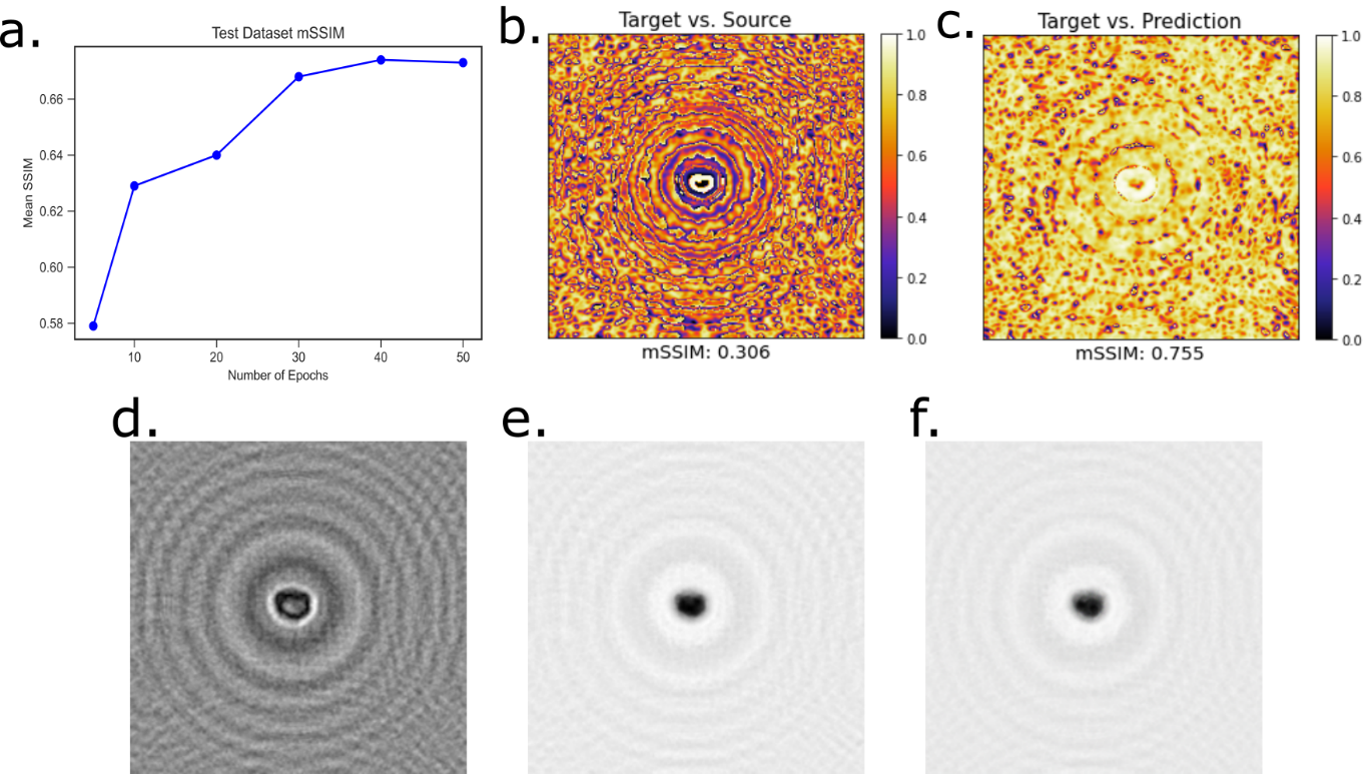 a.
Test Dataset mSSIM
Mean SSIM
0.66
0.64
0.62
0.60
0.58
10 20 30 40 50
Number of Epochs
b.
Target vs. Source
1.0
0.8
0.6
0.4
0.2
0.0
mSSIM: 0.306
c.
Target vs. Prediction
1.0
0.8
0.6
0.4
0.2
0.0
mSSIM: 0.755
d.
e.
f.